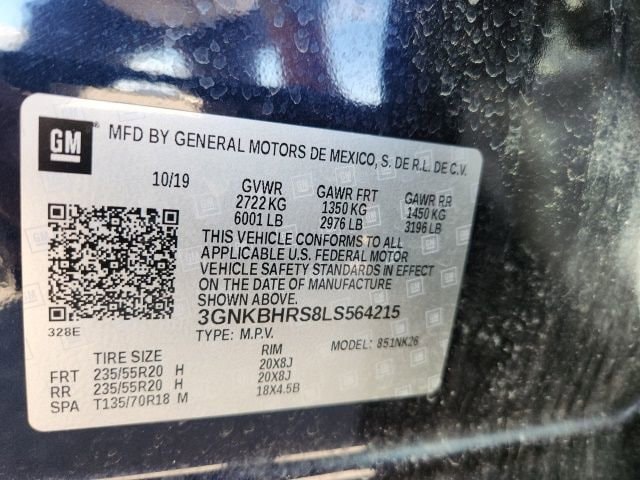 GM MFD BY GENERAL MOTORS DE MEXICO, S. DE R.L. DE C.V.
10/19 GVWR GAWR FRT GAWR RR
2722 KG 1350 KG 1450 KG
6001 LB 2976 LB 3196 LB
THIS VEHICLE CONFORMS TO ALL
APPLICABLE U.S. FEDERAL MOTOR
VEHICLE SAFETY STANDARDS IN EFFECT
ON THE DATE OF MANUFACTURE
SHOWN ABOVE.
3GNKBHRS8LS564215
328E
TYPE: M.P.V. MODEL: 851NK26
TIRE SIZE RIM
FRT 235/55R20 H 20X8J
RR 235/55R20 H 20X8J
SPA T135/70R18 M 18X4.5B